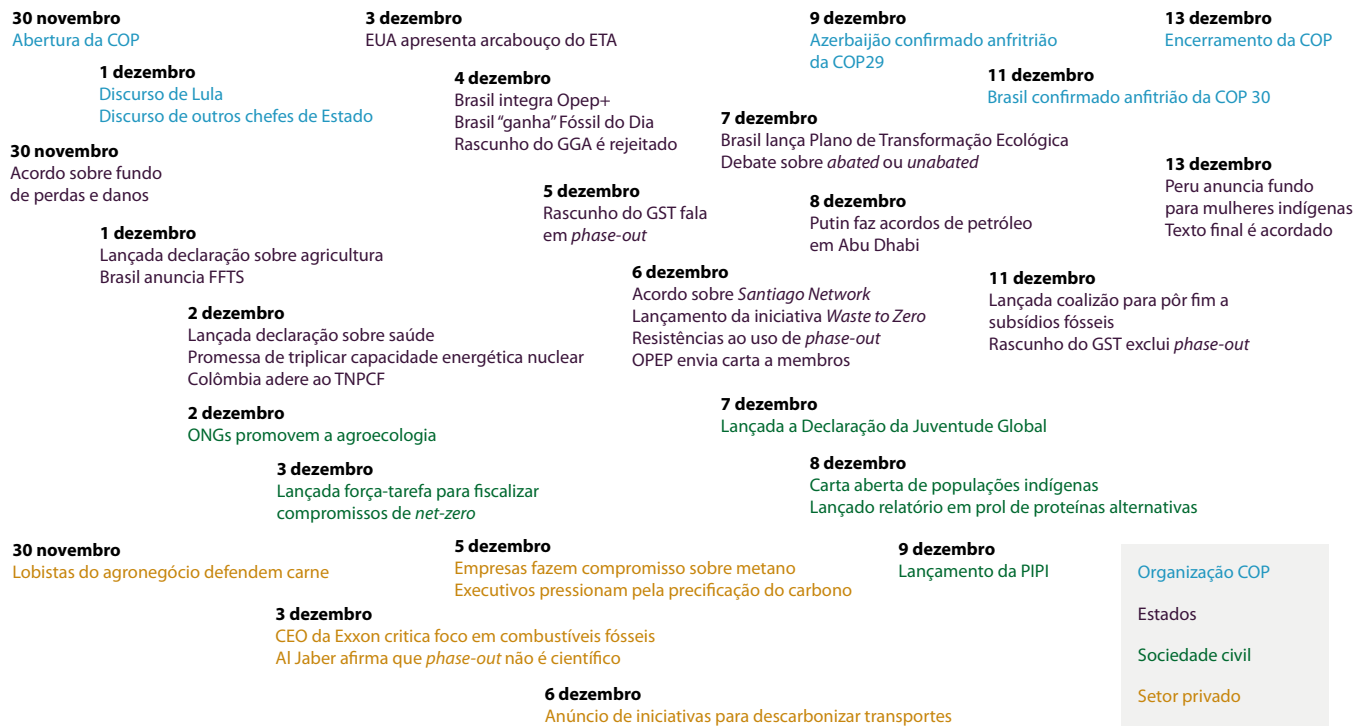 30 novembro
Abertura da COP
3 dezembro
EUA apresenta arcabouço do ETA
9 dezembro
Azerbaijão confirmado anfritrião
da COP29
13 dezembro
Encerramento da COP
1 dezembro
Discurso de Lula
Discurso de outros chefes de Estado
4 dezembro
Brasil integra Opep+
Brasil “ganha” Fóssil do Dia
Rascunho do GGA é rejeitado
11 dezembro
Brasil confirmado anfitrião da COP 30
7 dezembro
Brasil lança Plano de Transformação Ecológica
Debate sobre abated ou unabated
30 novembro
Acordo sobre fundo
de perdas e danos
13 dezembro
Peru anuncia fundo
para mulheres indígenas
Texto final é acordado
5 dezembro
Rascunho do GST fala
em phase-out
8 dezembro
Putin faz acordos de petróleo
em Abu Dhabi
1 dezembro
Lançada declaração sobre agricultura
Brasil anuncia FFTS
6 dezembro
Acordo sobre Santiago Network
Lançamento da iniciativa Waste to Zero
Resistências ao uso de phase-out
OPEP envia carta a membros
11 dezembro
Lançada coalizão para pôr fim a
subsídios fósseis
Rascunho do GST exclui phase-out
2 dezembro
Lançada declaração sobre saúde
Promessa de triplicar capacidade energética nuclear
Colômbia adere ao TNPCF
2 dezembro
ONGs promovem a agroecologia
7 dezembro
Lançada a Declaração da Juventude Global
3 dezembro
Lançada força-tarefa para fiscalizar
compromissos de net-zero
8 dezembro
Carta aberta de populações indígenas
Lançado relatório em prol de proteínas alternativas
30 novembro
Lobistas do agronegócio defendem carne
5 dezembro
Empresas fazem compromisso sobre metano
Executivos pressionam pela precificação do carbono
9 dezembro
Lançamento da PIPI
3 dezembro
CEO da Exxon critica foco em combustíveis fósseis
Al Jaber afirma que phase-out não é científico
6 dezembro
Anúncio de iniciativas para descarbonizar transportes
Organização COP
Estados
Sociedade civil
Setor privado